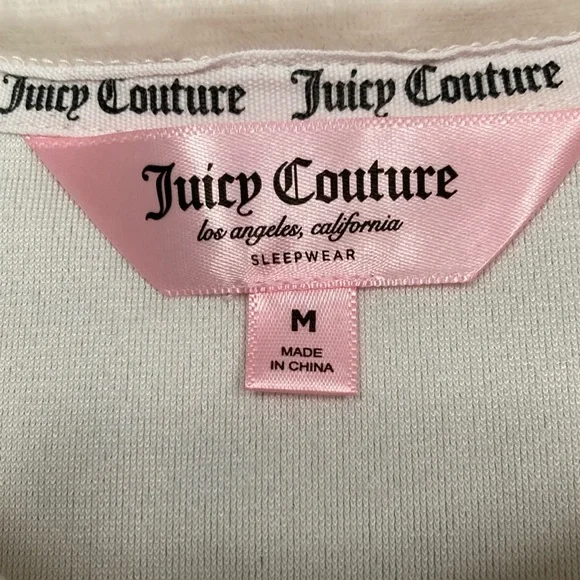 Juicy Couture Juicy Couture
Juicy Couture
los angeles, california
SLEEPWEAR
M
MADE
IN CHINA